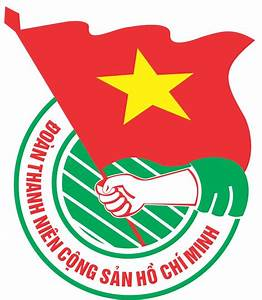 ĐOÀN THANH NIÊN CỘNG SẢN HỒ CHÍ MINH